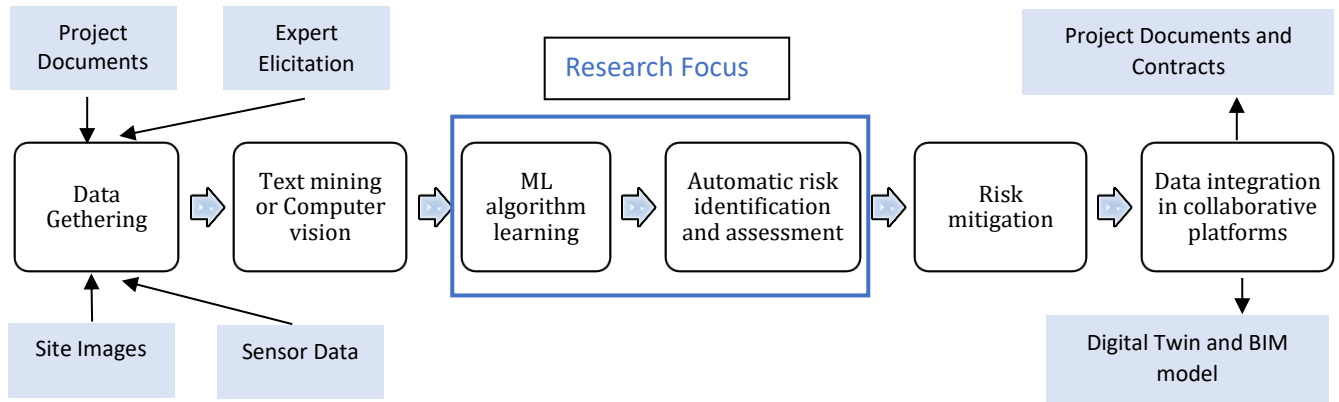 Project
Documents
Expert
Elicitation
Research Focus
Project Documents and
Contracts
Data
Gethering
Text mining
or Computer
vision
ML
algorithm
learning
Automatic risk
identification
and assessment
Risk
mitigation
Data integration
in collaborative
platforms
Site Images
Sensor Data
Digital Twin and BIM
model